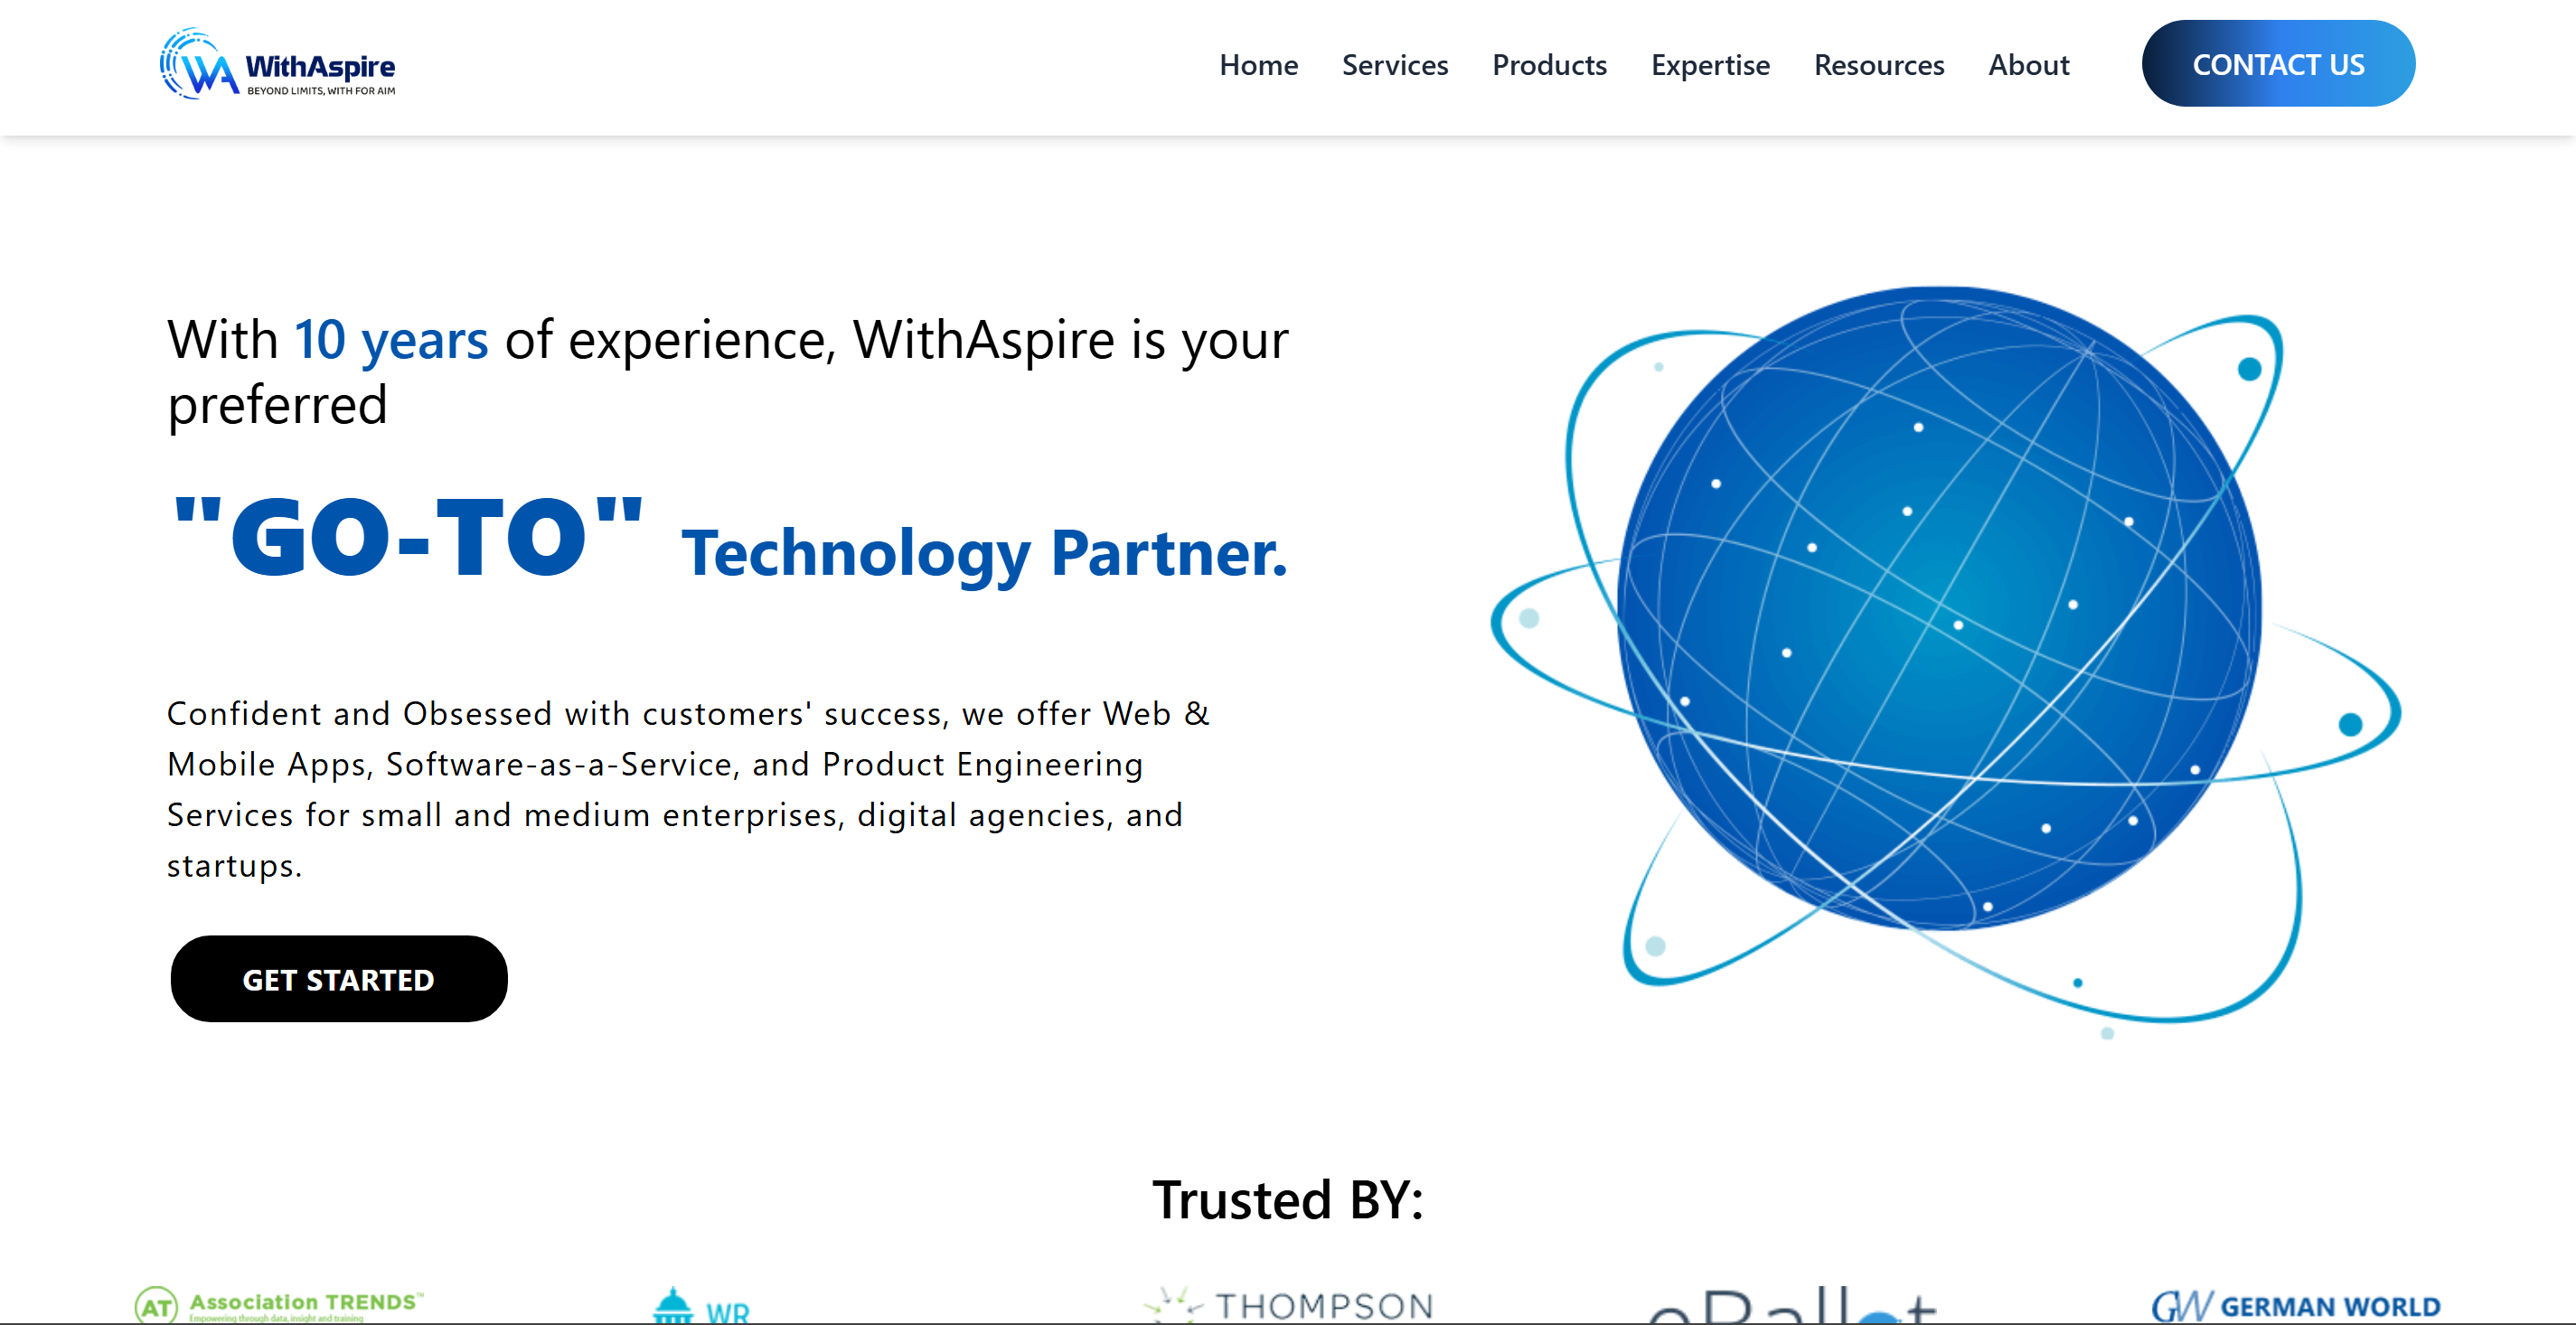 WithAspire
BEYOND LIMITS, WITH FOR AIM
Home Services Products Expertise Resources About CONTACT US
With 10 years of experience, WithAspire is your
preferred
"GO-TO" Technology Partner.
Confident and Obsessed with customers' success, we offer Web &
Mobile Apps, Software-as-a-Service, and Product Engineering
Services for small and medium enterprises, digital agencies, and
startups.
GET STARTED
Trusted BY:
AT Association TRENDS™
Empowering through data, insight and training
WR
THOMPSON
eBallot
GW GERMAN WORLD